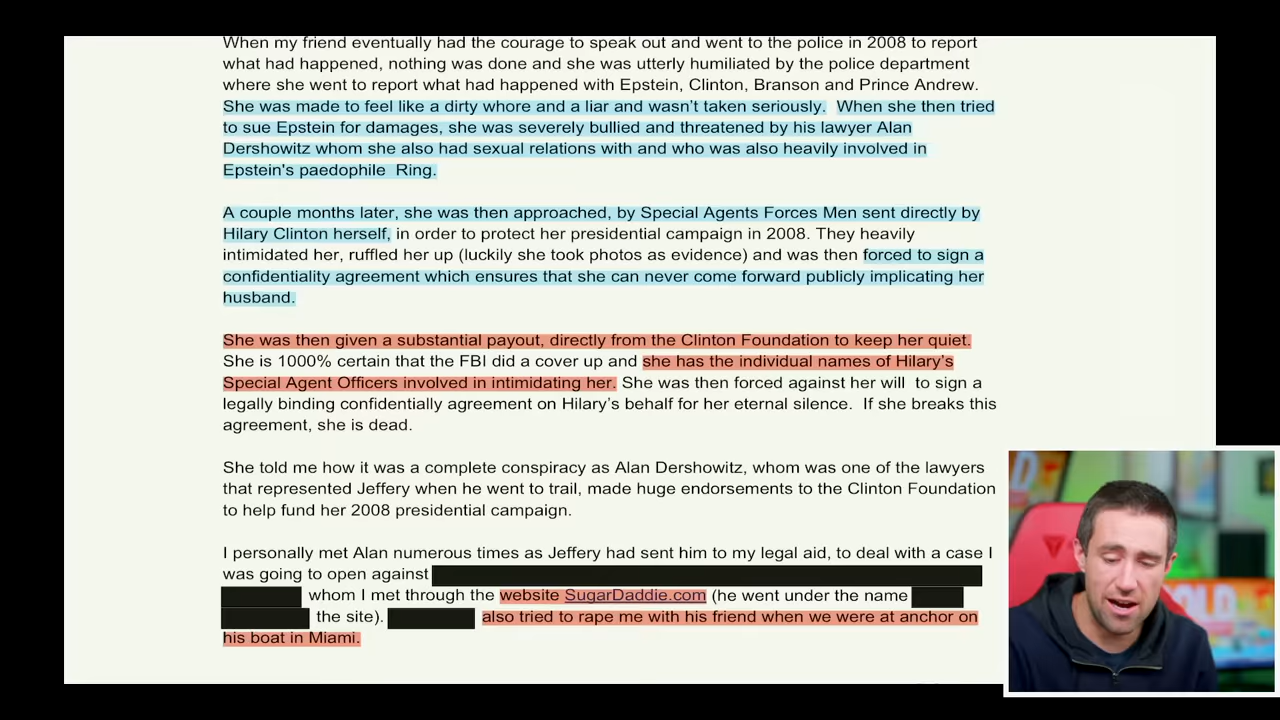 When my friend eventually had the courage to speak out and went to the police in 2008 to report
what had happened, nothing was done and she was utterly humiliated by the police department
where she went to report what had happened with Epstein, Clinton, Branson and Prince Andrew.
She was made to feel like a dirty whore and a liar and wasn't taken seriously. When she then tried
to sue Epstein for damages, she was severely bullied and threatened by his lawyer Alan
Dershowitz whom she also had sexual relations with and who was also heavily involved in
Epstein's paedophile Ring.
A couple months later, she was then approached, by Special Agents Forces Men sent directly by
Hilary Clinton herself, in order to protect her presidential campaign in 2008. They heavily
intimidated her, ruffled her up (luckily she took photos as evidence) and was then forced to sign a
confidentiality agreement which ensures that she can never come forward publicly implicating her
husband.
She was then given a substantial payout, directly from the Clinton Foundation to keep her quiet.
She is 1000% certain that the FBI did a cover up and she has the individual names of Hilary's
Special Agent Officers involved in intimidating her. She was then forced against her will to sign a
legally binding confidentially agreement on Hilary's behalf for her eternal silence. If she breaks this
agreement, she is dead.
She told me how it was a complete conspiracy as Alan Dershowitz, whom was one of the lawyers
that represented Jeffery when he went to trail, made huge endorsements to the Clinton Foundation
to help fund her 2008 presidential campaign.
I personally met Alan numerous times as Jeffery had sent him to my legal aid, to deal with a case I
was going to open against
whom I met through the website SugarDaddie.com (he went under the name
the site). also tried to rape me with his friend when we were at anchor on
his boat in Miami.